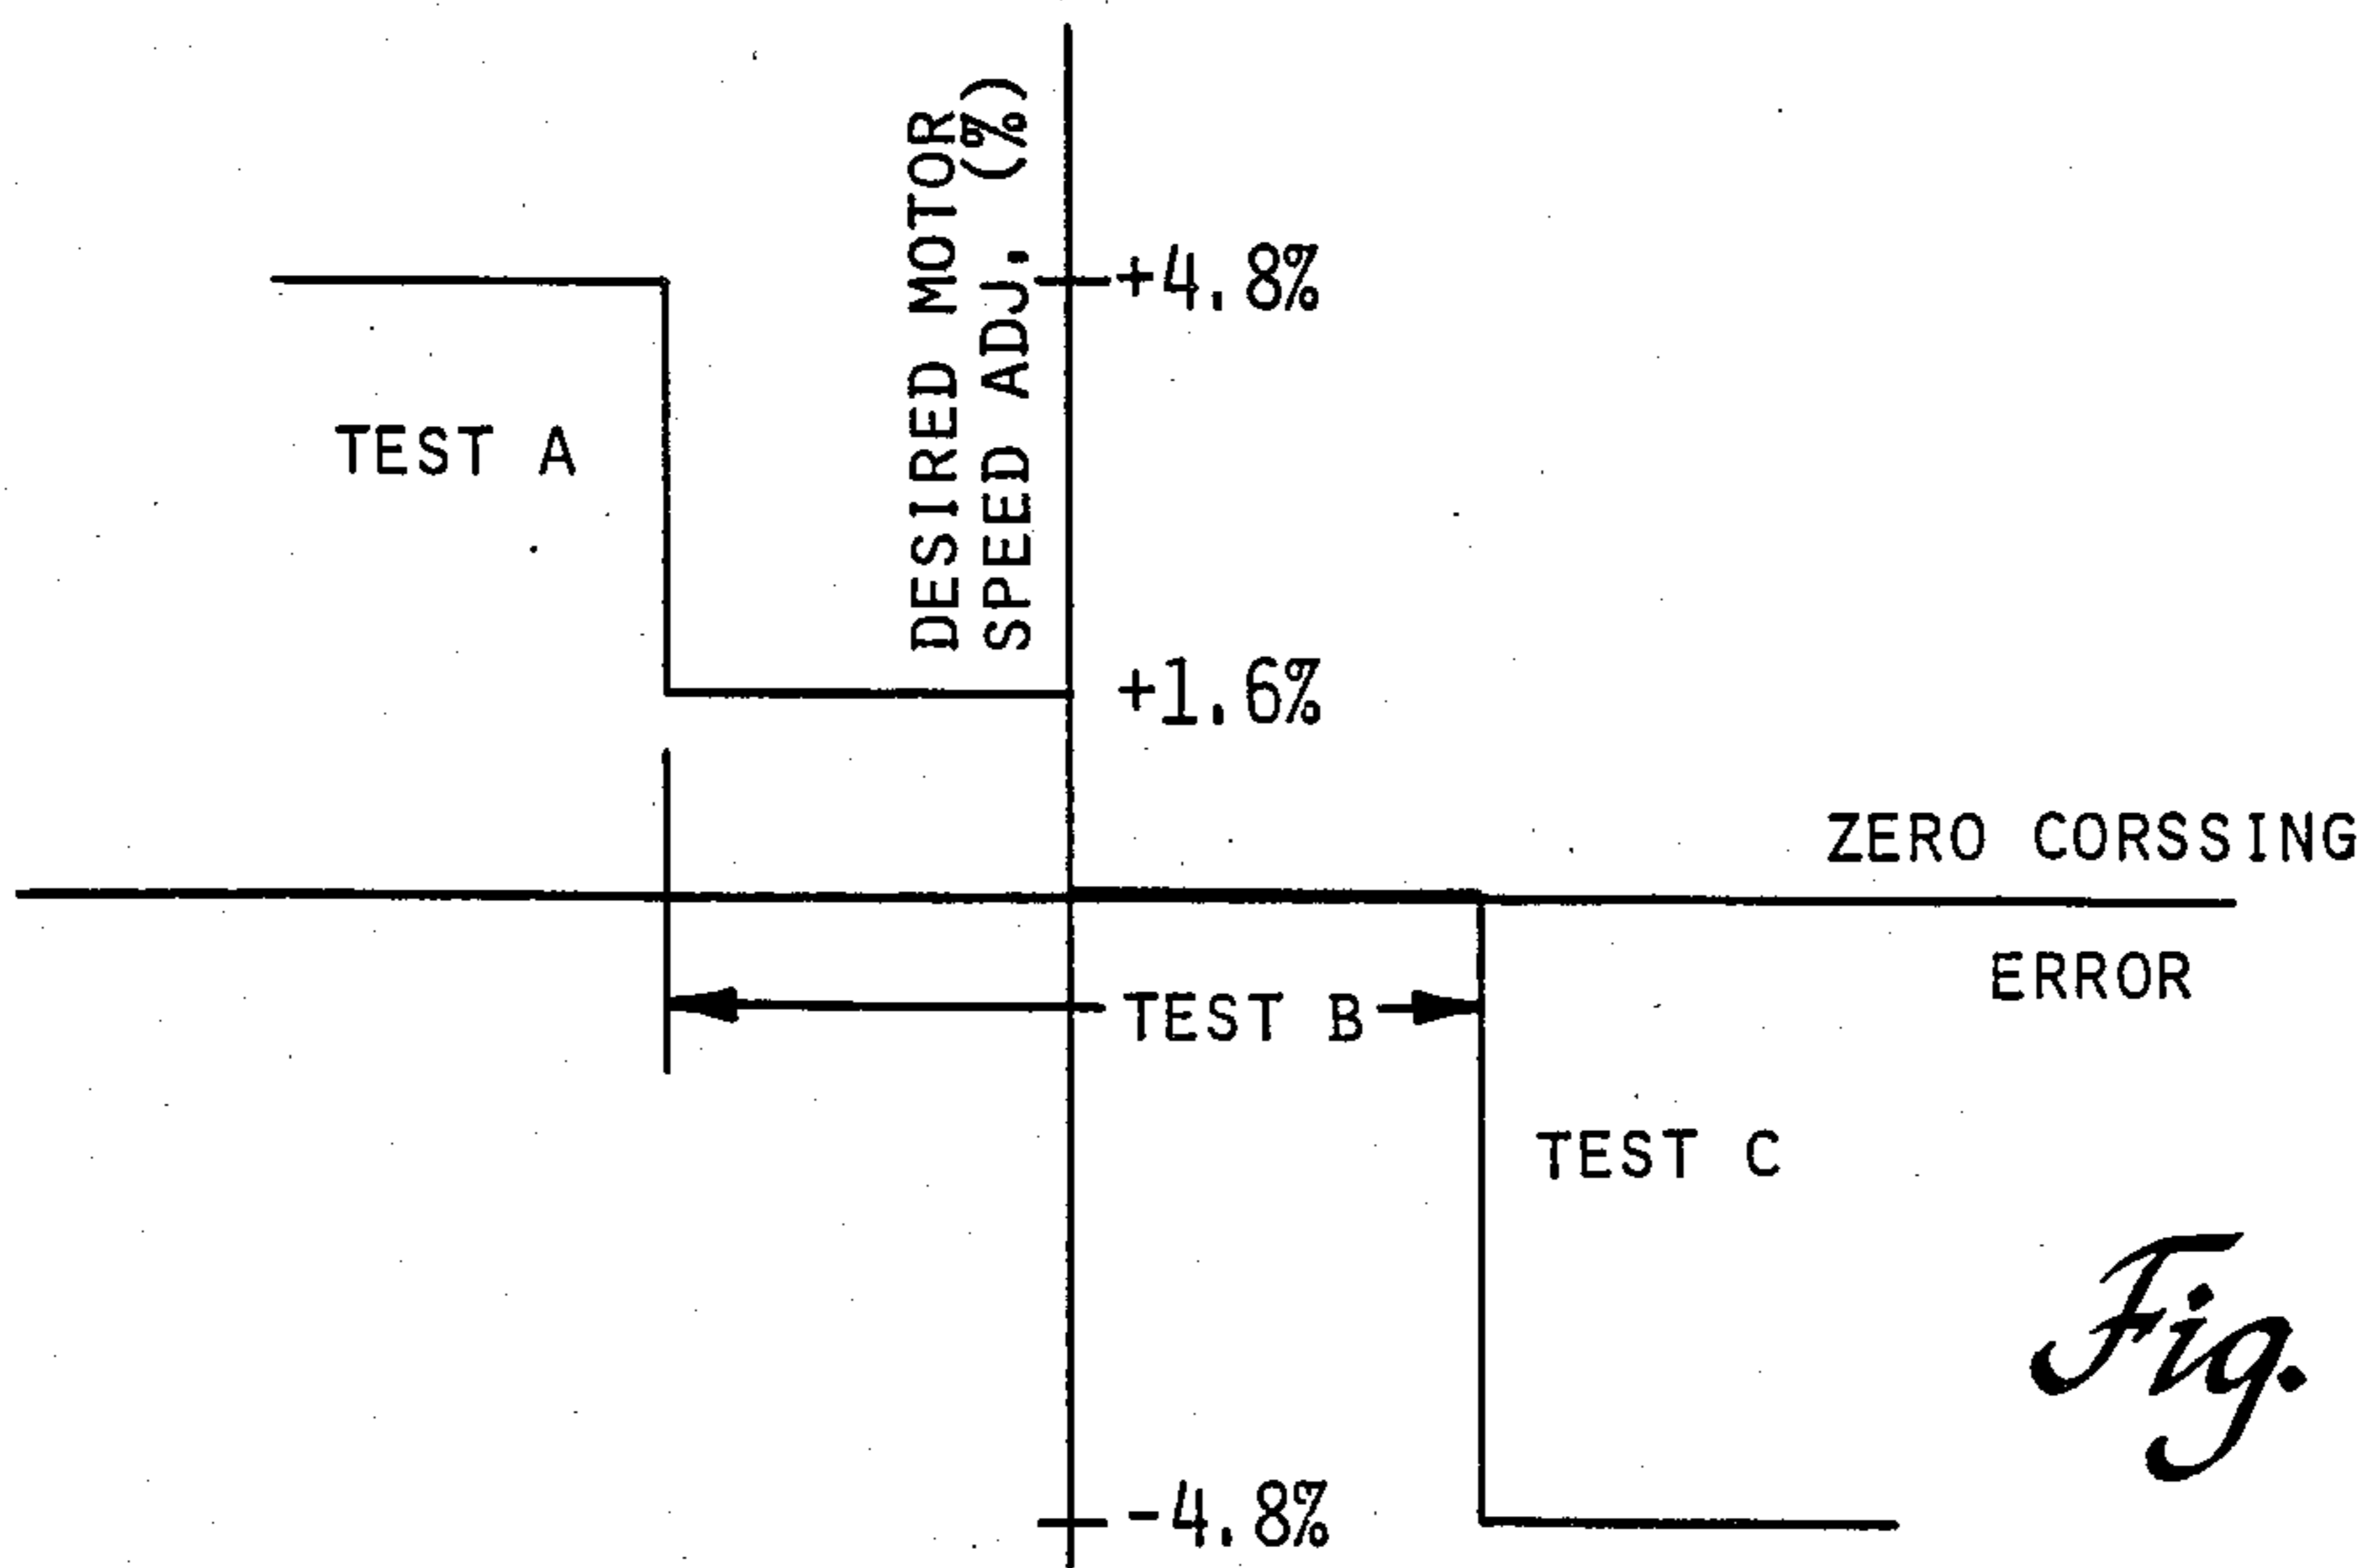 DESIRED MOTOR
SPEED ADJ. (%)
+4.8%
TEST A
+1.6%
ZERO CORSSING
ERROR
TEST B
TEST C
-4.8%
Fig.